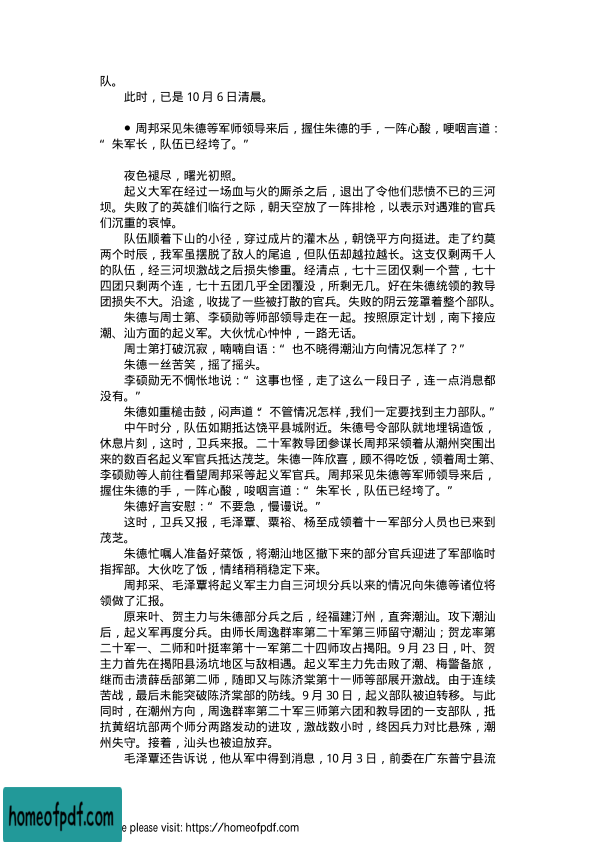 队。
此时，已是 10 月 6 日清晨。
● 周邦采见朱德等军师领导来后，握住朱德的手，一阵心酸，哽咽言道：
“朱军长，队伍已经垮了。”
夜色褪尽，曙光初照。
起义大军在经过一场血与火的厮杀之后，退出了令他们悲愤不已的三河
坝。失败了的英雄们临行之际，朝天空放了一阵排枪，以表示对遇难的官兵
们沉重的哀悼。
队伍顺着下山的小径，穿过成片的灌木丛，朝饶平方向挺进。走了约莫
两个时辰，我军虽摆脱了敌人的尾追，但队伍却越拉越长。这支仅剩两千人
的队伍，经三河坝激战之后损失惨重。经清点，七十三团仅剩一个营，七十
四团只剩两个连，七十五团几乎全团覆没，所剩无几。好在朱德统领的教导
团损失不大。沿途，收拢了一些被打散的官兵。失败的阴云笼罩着整个部队。
朱德与周士第、李硕勋等师部领导走在一起。按照原定计划，南下接应
潮、汕方面的起义军。大伙忧心忡忡，一路无话。
周士第打破沉寂，喃喃自语：“也不晓得潮汕方向情况怎样了？”
朱德一丝苦笑，摇了摇头。
李硕勋无不惆怅地说：“这事也怪，走了这么一段日子，连一点消息都
没有。”
朱德如重槌击鼓，闷声道：“不管情况怎样，我们一定要找到主力部队。”
中午时分，队伍如期抵达饶平县城附近。朱德号令部队就地埋锅造饭，
休息片刻，这时，卫兵来报。二十军教导团参谋长周邦采领着从潮州突围出
来的数百名起义军官兵抵达茂芝。朱德一阵欣喜，顾不得吃饭，领着周士第、
李硕勋等人前往看望周邦采等起义军官兵。周邦采见朱德等军师领导来后，
握住朱德的手，一阵心酸，唆咽言道：“朱军长，队伍已经垮了。”
朱德好言安慰：“不要急，慢谩说。”
这时，卫兵又报，毛泽覃、粟裕、杨至成领着十一军部分人员也已来到
茂芝。
朱德忙嘱人准备好菜饭，将潮汕地区撤下来的部分官兵迎进了军部临时
指挥部。大伙吃了饭，情绪稍稍稳定下来。
周邦采、毛泽覃将起义军主力自三河坝分兵以来的情况向朱德等诸位将
领做了汇报。
原来叶、贺主力与朱德部分兵之后，经福建汀州，直奔潮汕。攻下潮汕
后，起义军再度分兵。由师长周逸群率第二十军第三师留守潮汕；贺龙率第
二十军一、二师和叶挺率第十一军第二十四师攻占揭阳。9 月 23 日，叶、贺
主力首先在揭阳县汤坑地区与敌相遇。起义军主力先击败了潮、梅警备旅，
继而击溃薛岳部第二师，随即又与陈济棠第十一师等部展开激战。由于连续
苦战，最后未能突破陈济棠部的防线。9 月 30 日，起义部队被迫转移。与此
同时，在潮州方向，周逸群率第二十军三师第六团和教导团的一支部队，抵
抗黄绍坑部两个师分两路发动的进攻，激战数小时，终因兵力对比悬殊，潮
州失守。接着，汕头也被迫放弃。
毛泽覃还告诉说，他从军中得到消息，10 月 3 日，前委在广东普宁县流
homeofpdf.com
e please visit: https://homeofpdf.com